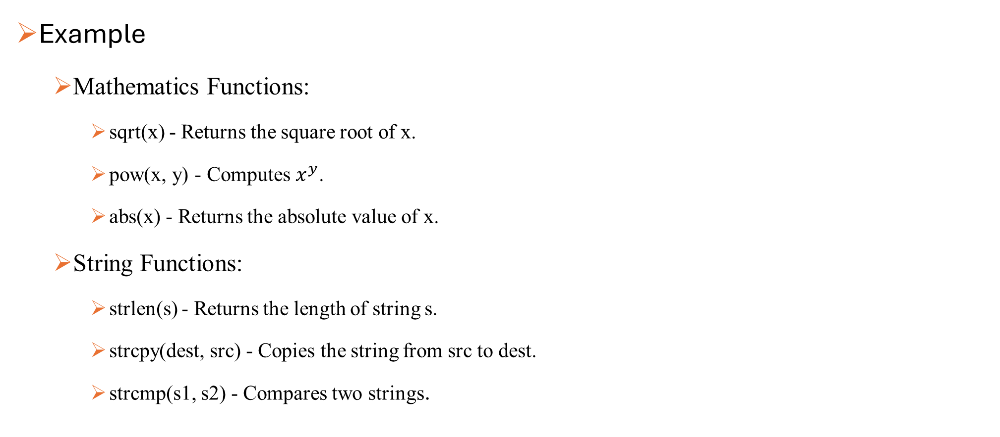 Example
Mathematics Functions:
sqrt(x) - Returns the square root of x.
pow(x, y) - Computes $x^y$.
abs(x) - Returns the absolute value of x.
String Functions:
strlen(s) - Returns the length of string s.
strcpy(dest, src) - Copies the string from src to dest.
strcmp(s1, s2) - Compares two strings.